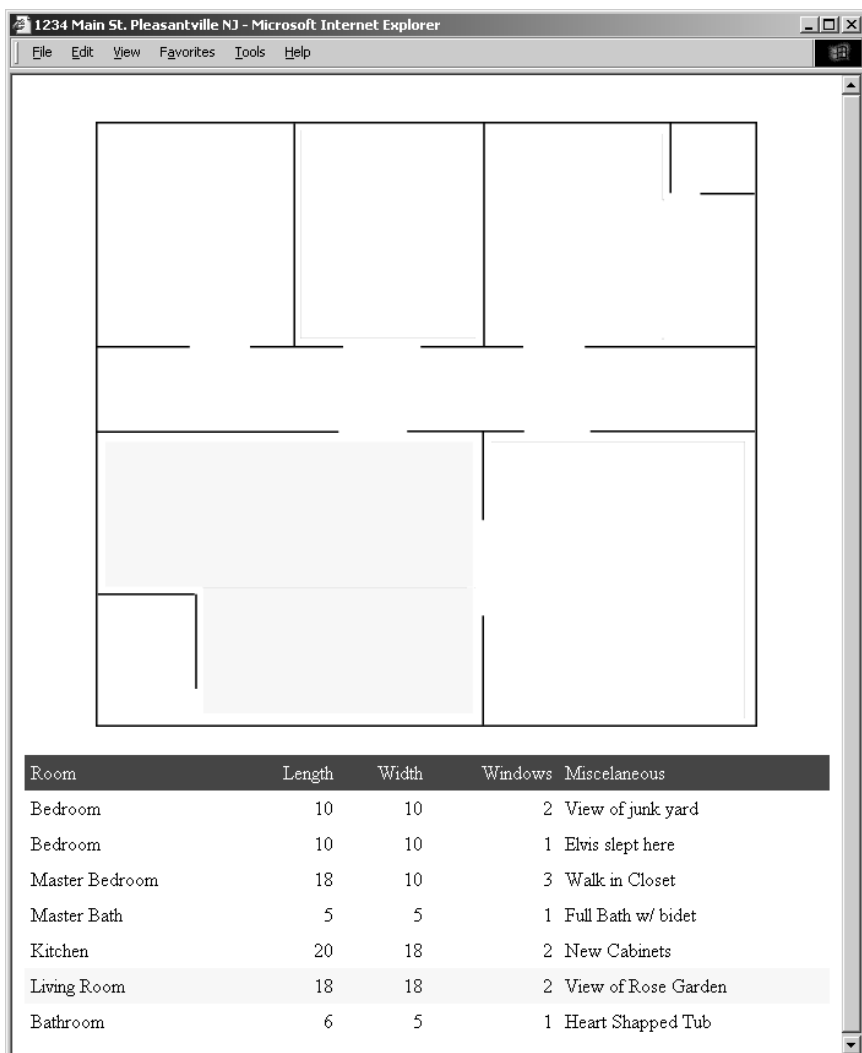 1234 Main St. Pleasantville NJ - Microsoft Internet Explorer
File Edit View Favorites Tools Help
Room Length Width Windows Miscelaneous
Bedroom 10 10 2 View of junk yard
Bedroom 10 10 1 Elvis slept here
Master Bedroom 18 10 3 Walk in Closet
Master Bath 5 5 1 Full Bath w/ bidet
Kitchen 20 18 2 New Cabinets
Living Room 18 18 2 View of Rose Garden
Bathroom 6 5 1 Heart Shapped Tub